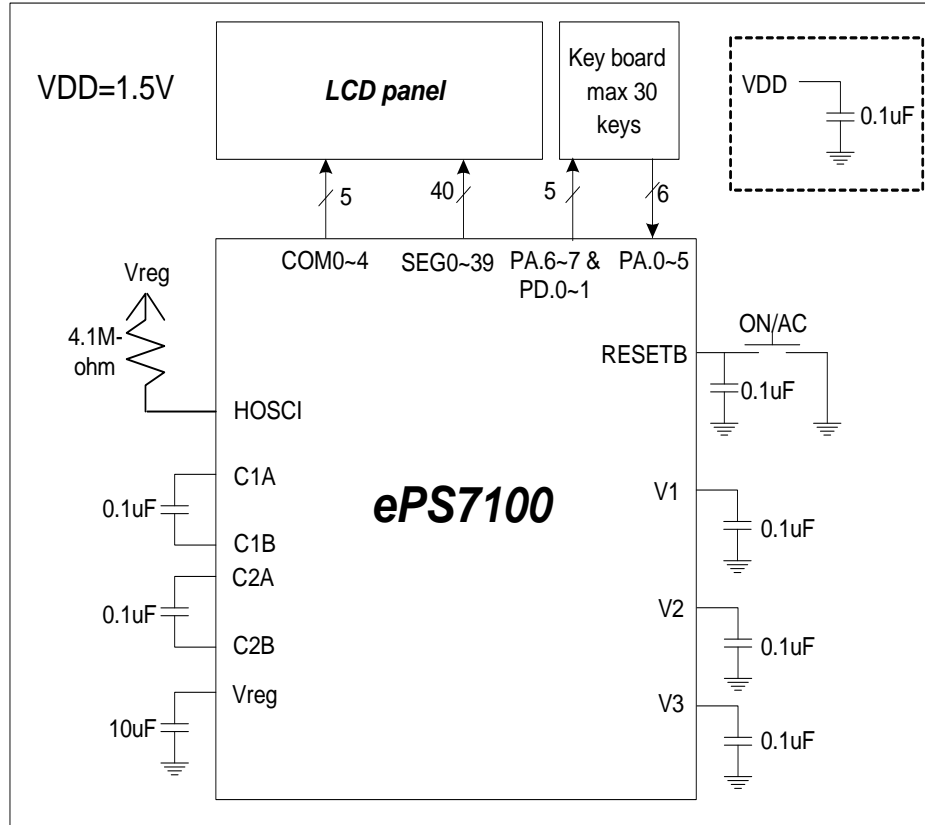 VDD=1.5V
LCD panel
Key board
max 30
keys
VDD
0.1uF
5
40
5
6
COM0~4
SEG0~39
PA.6~7 &
PD.0~1
PA.0~5
Vreg
4.1M-
ohm
HOSCI
ON/AC
RESETB
0.1uF
C1A
0.1uF
C1B
C2A
0.1uF
C2B
Vreg
10uF
ePS7100
V1
0.1uF
V2
0.1uF
V3
0.1uF